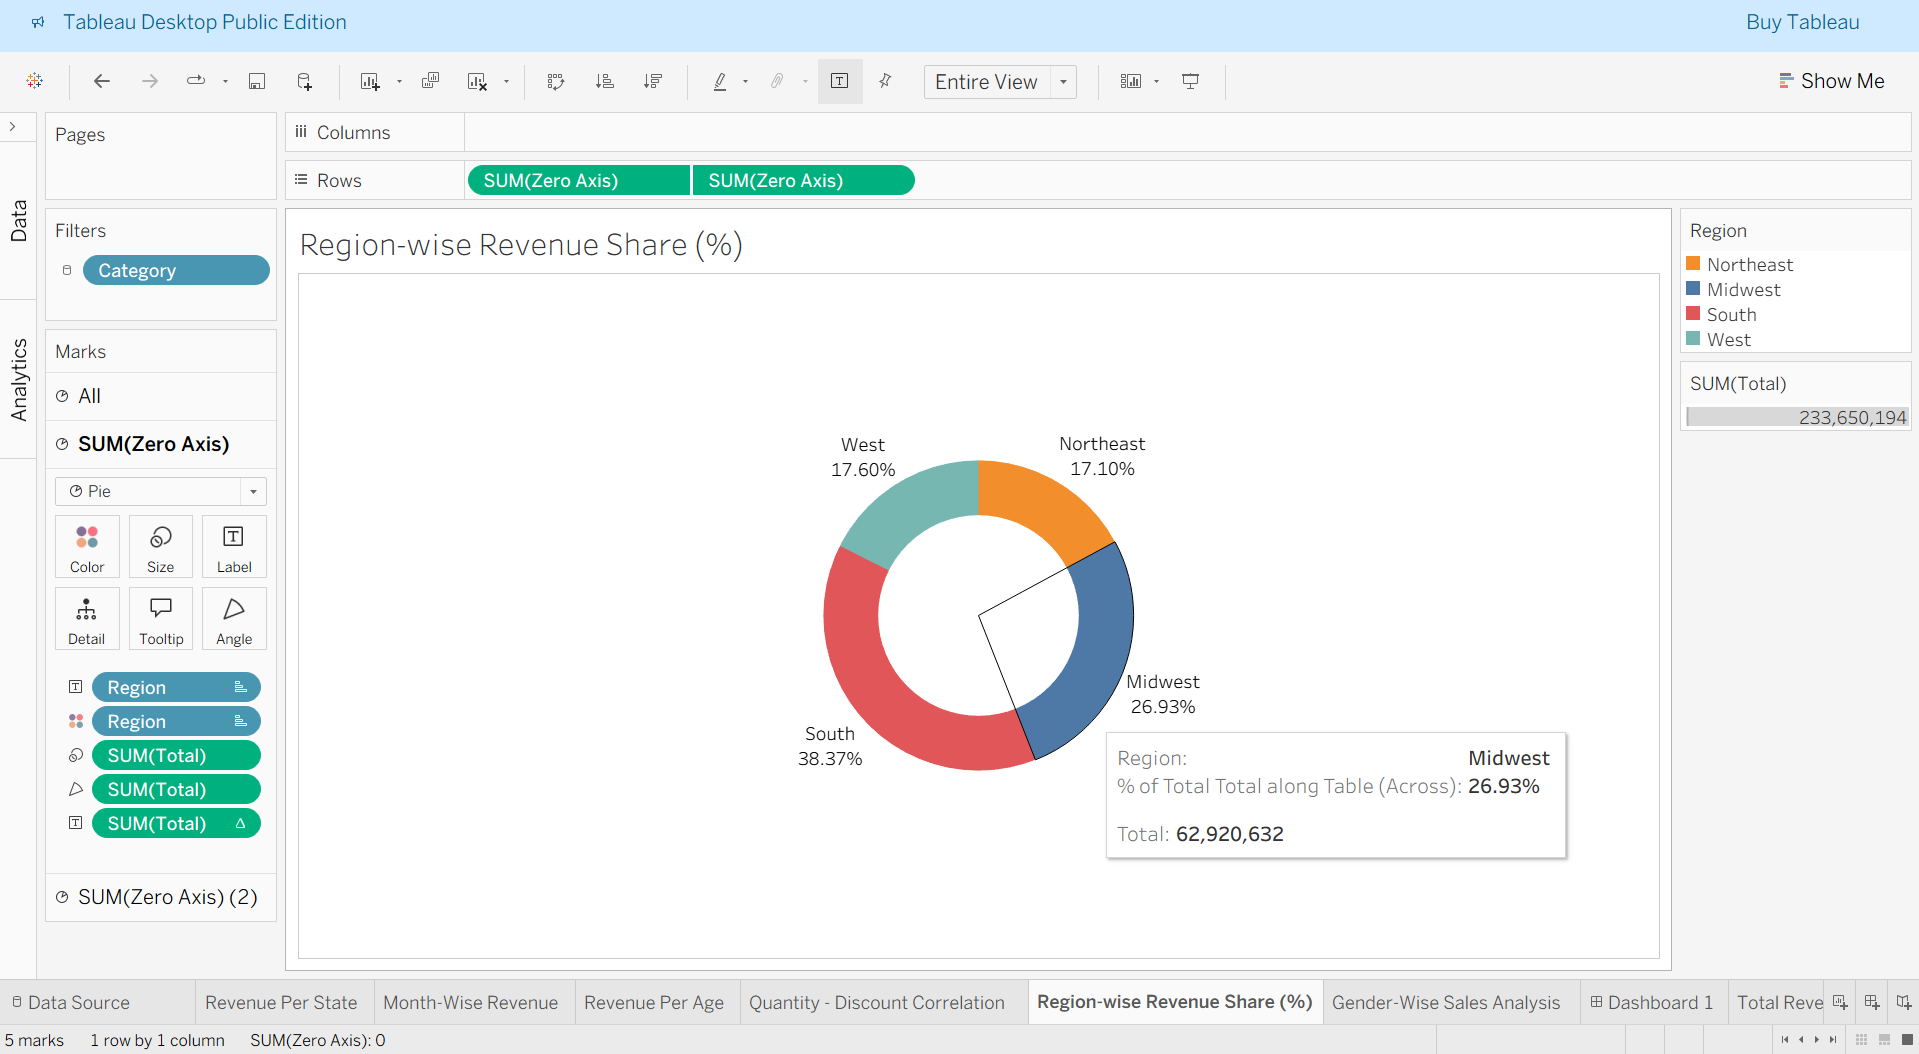 Tableau Desktop Public Edition
Buy Tableau
Entire View
Show Me
Pages
Columns
Rows
SUM(Zero Axis)
SUM(Zero Axis)
Data
Analytics
Filters
Category
Marks
All
SUM(Zero Axis)
Pie
Color
Size
Label
Detail
Tooltip
Angle
Region
Region
SUM(Total)
SUM(Total)
SUM(Total)
SUM(Zero Axis) (2)
Region-wise Revenue Share (%)
West
17.60%
Northeast
17.10%
Midwest
26.93%
South
38.37%
Region: Midwest
% of Total Total along Table (Across): 26.93%
Total: 62,920,632
Region
Northeast
Midwest
South
West
SUM(Total)
233,650,194
Data Source
Revenue Per State
Month-Wise Revenue
Revenue Per Age
Quantity - Discount Correlation
Region-wise Revenue Share (%)
Gender-Wise Sales Analysis
Dashboard 1
Total Reve
5 marks
1 row by 1 column
SUM(Zero Axis): 0